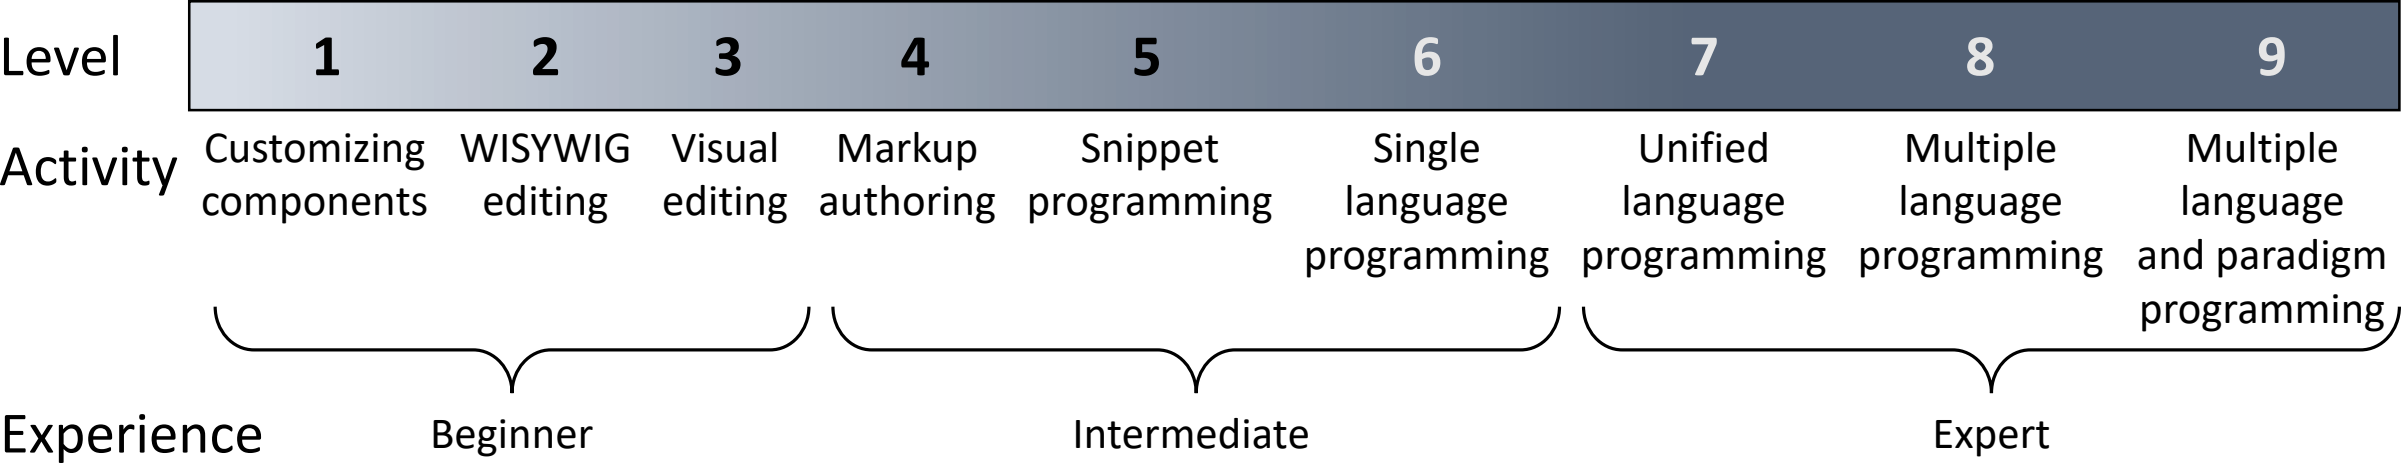 Level 1 2 3 4 5 6 7 8 9
Activity
Customizing
components
WISYWIG
editing
Visual
editing
Markup
authoring
Snippet
programming
Single
language
programming
Unified
language
programming
Multiple
language
programming
Multiple
language
and paradigm
programming
Experience Beginner Intermediate Expert